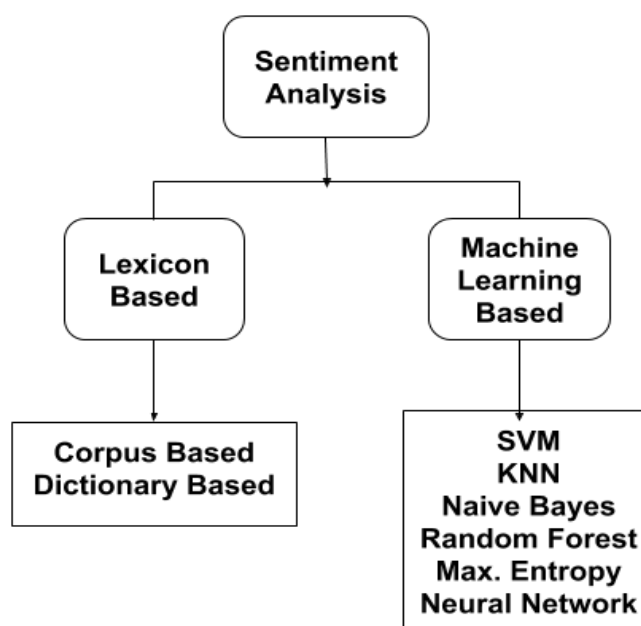 Sentiment
Analysis
Lexicon
Based
Machine
Learning
Based
Corpus Based
Dictionary Based
SVM
KNN
Naive Bayes
Random Forest
Max. Entropy
Neural Network